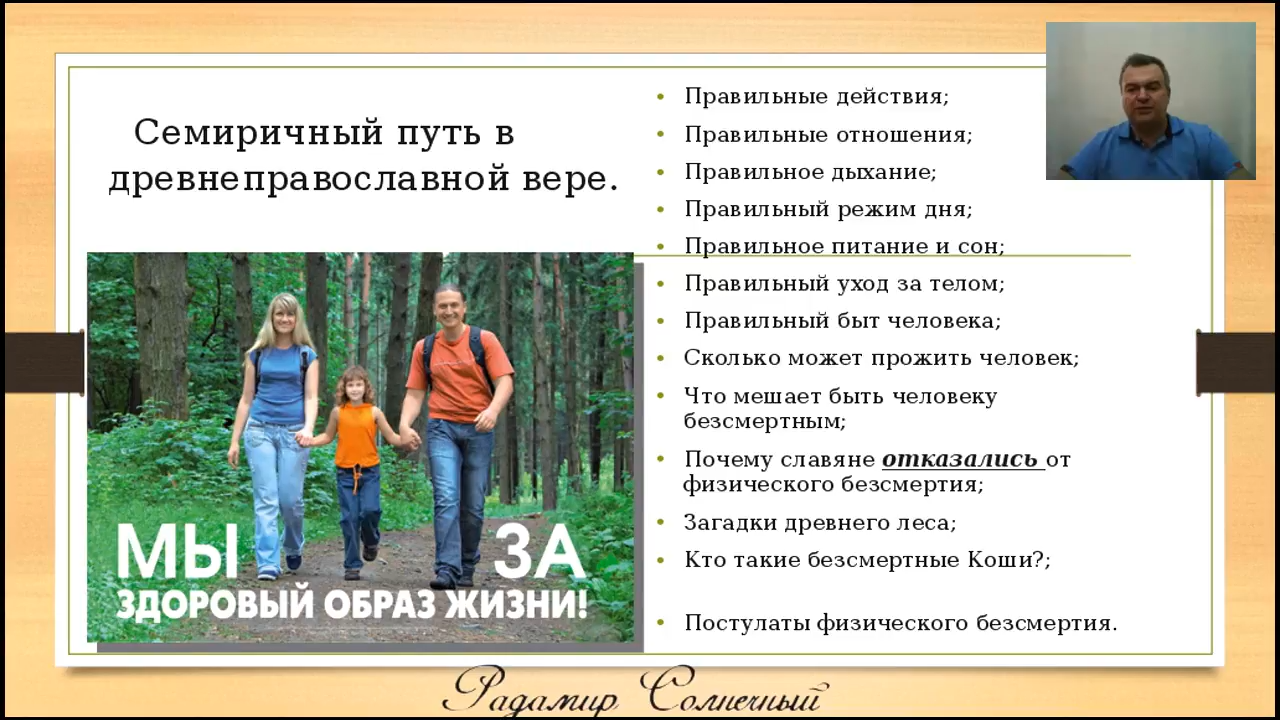 Семиричный путь в
древнеправославной вере.
МЫ ЗА
ЗДОРОВЫЙ ОБРАЗ ЖИЗНИ!
• Правильные действия;
• Правильные отношения;
• Правильное дыхание;
• Правильный режим дня;
• Правильное питание и сон;
• Правильный уход за телом;
• Правильный быт человека;
• Сколько может прожить человек;
• Что мешает быть человеку
безсмертным;
• Почему славяне отказались от
физического безсмертия;
• Загадки древнего леса;
• Кто такие безсмертные Коши?;
• Постулаты физического безсмертия.
Радамир Солнечный